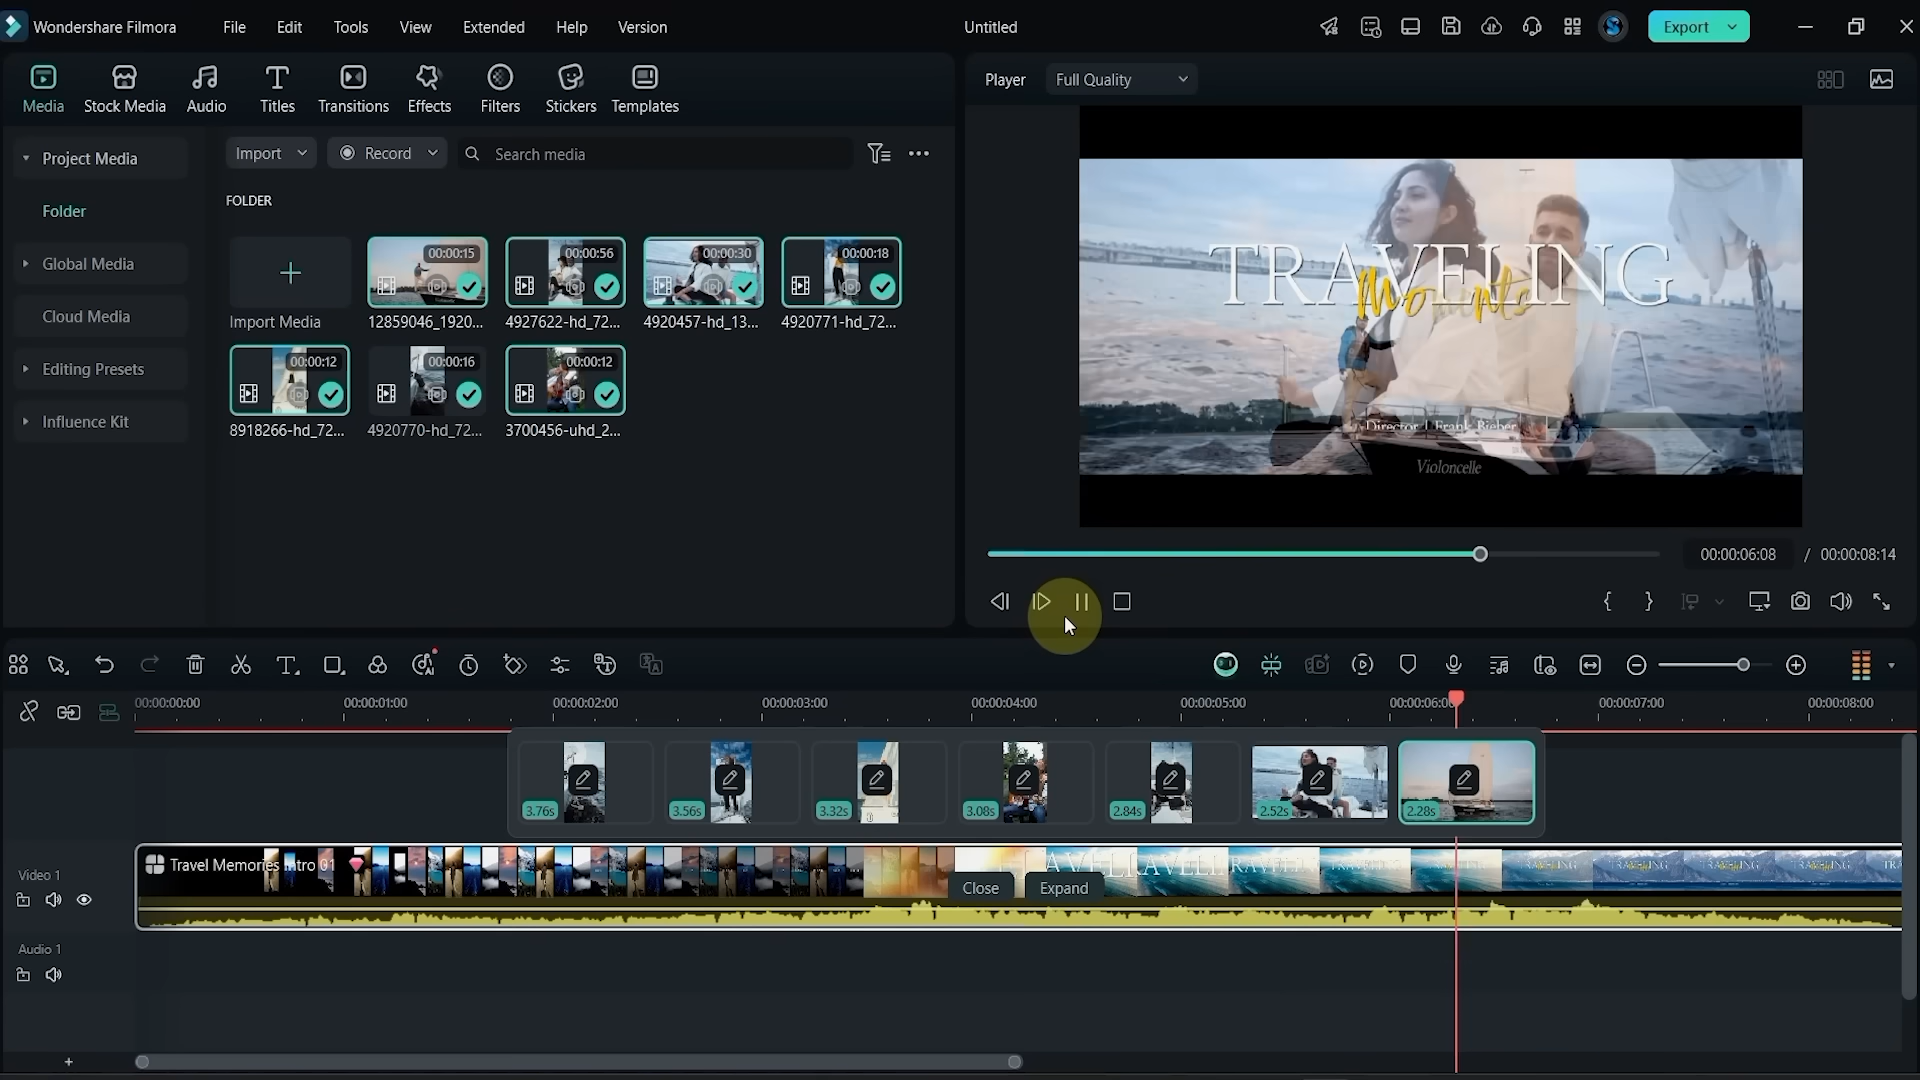 Wondershare Filmora
File
Edit
Tools
View
Extended
Help
Version
Untitled
Export
Media
Stock Media
Audio
Titles
Transitions
Effects
Filters
Stickers
Templates
Player
Full Quality
Project Media
Folder
Global Media
Cloud Media
Editing Presets
Influence Kit
Import
Record
Search media
FOLDER
Import Media
00:00:15
12859046_1920...
00:00:56
4927622-hd_72...
00:00:30
4920457-hd_13...
00:00:18
4920771-hd_72...
00:00:12
8918266-hd_72...
00:00:16
4920770-hd_72...
00:00:12
3700456-uhd_2...
TRAVELING
Director | Frank Bieber
Violoncelle
00:00:06:08 / 00:00:08:14
00:00:00:00
00:00:01:00
00:00:02:00
00:00:03:00
00:00:04:00
00:00:05:00
00:00:06:0
00:00:07:00
00:00:08:00
3.76s
3.56s
3.32s
3.08s
2.84s
2.52s
2.28s
Travel Memories Intro 01
Close
Expand
Video 1
Audio 1